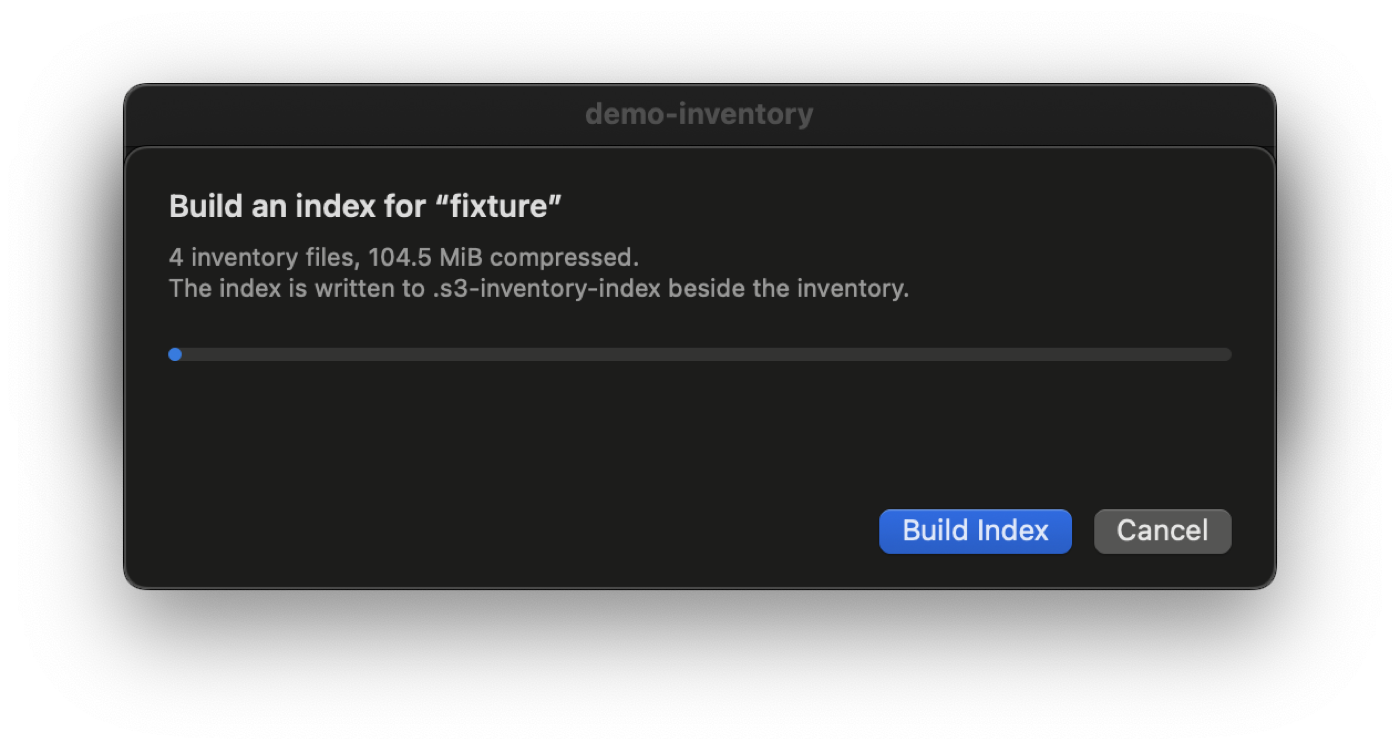 demo-inventory
Build an index for “fixture”
4 inventory files, 104.5 MiB compressed.
The index is written to .s3-inventory-index beside the inventory.
Build Index
Cancel